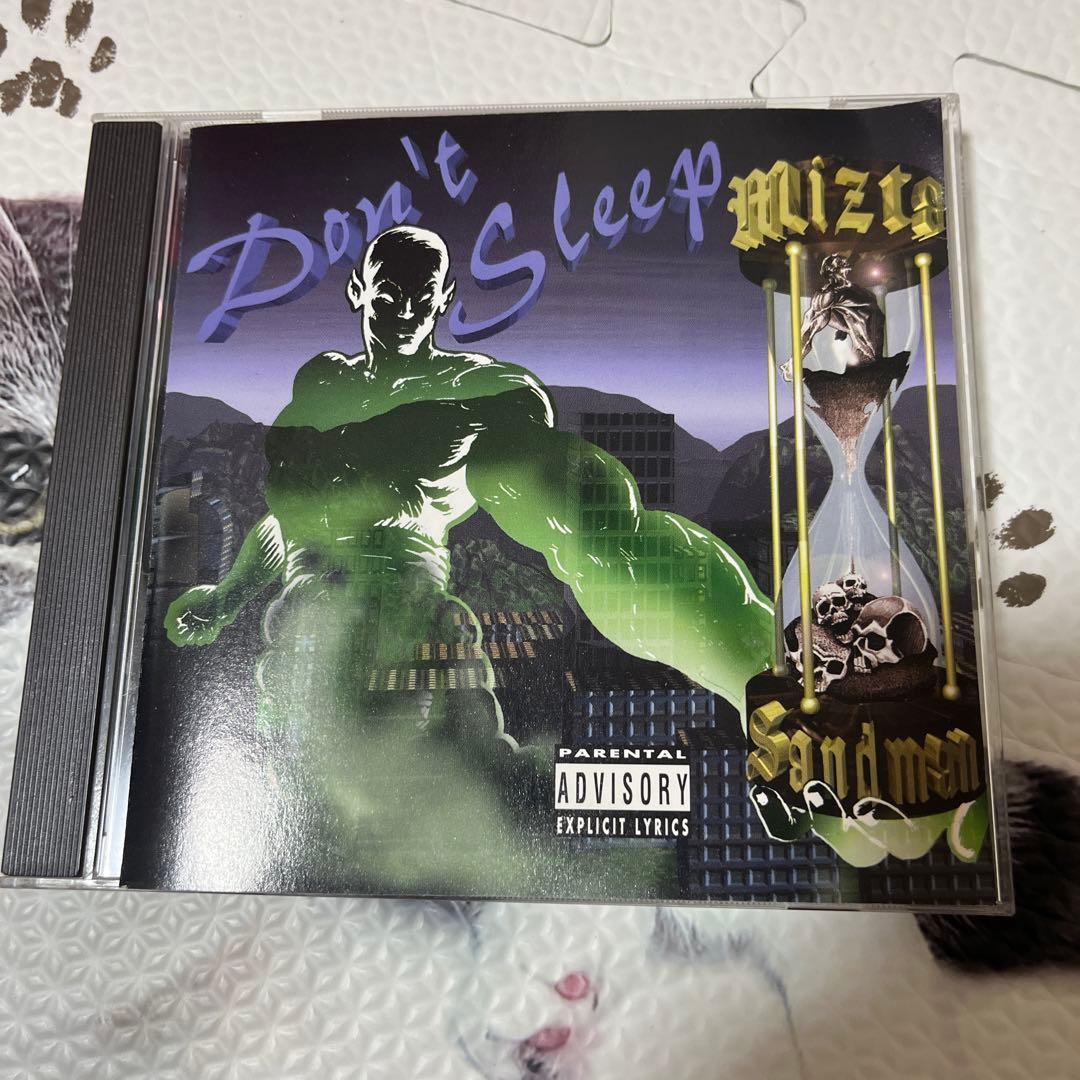 Don't Sleep
Mizta
Sandman
PARENTAL
ADVISORY
EXPLICIT LYRICS